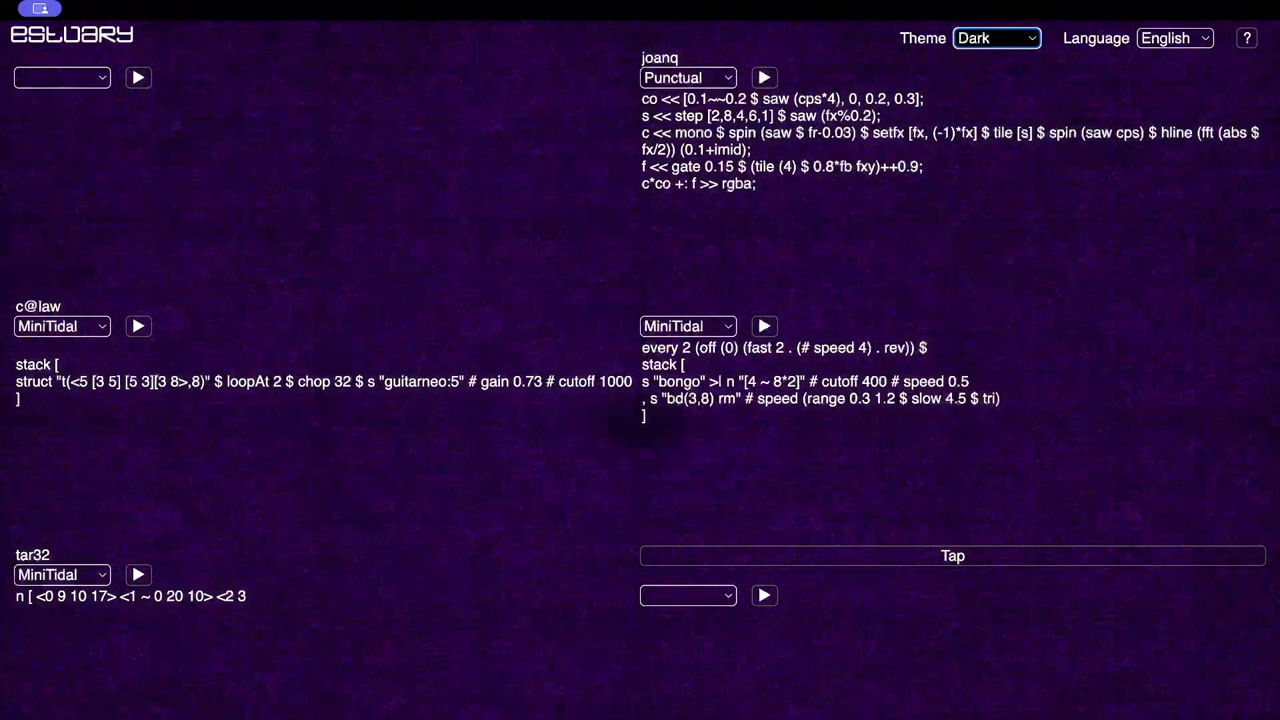 estuary
Theme Dark Language English ?
joanq
Punctual
co << [0.1~~0.2 $ saw (cps*4), 0, 0.2, 0.3];
s << step [2,8,4,6,1] $ saw (fx%0.2);
c << mono $ spin (saw $ fr-0.03) $ setfx [fx, (-1)*fx] $ tile [s] $ spin (saw cps) $ hline (fft (abs $
fx/2)) (0.1+imid);
f << gate 0.15 $ (tile (4) $ 0.8*fb fxy)++0.9;
c*co +: f >> rgba;
c@law
MiniTidal
stack [
struct "t(<5 [3 5] [5 3][3 8>,8)" $ loopAt 2 $ chop 32 $ s "guitarneo:5" # gain 0.73 # cutoff 1000
]
MiniTidal
every 2 (off (0) (fast 2 . (# speed 4) . rev)) $
stack [
s "bongo" >| n "[4 ~ 8*2]" # cutoff 400 # speed 0.5
, s "bd(3,8) rm" # speed (range 0.3 1.2 $ slow 4.5 $ tri)
]
tar32
MiniTidal
n [ <0 9 10 17> <1 ~ 0 20 10> <2 3
Tap